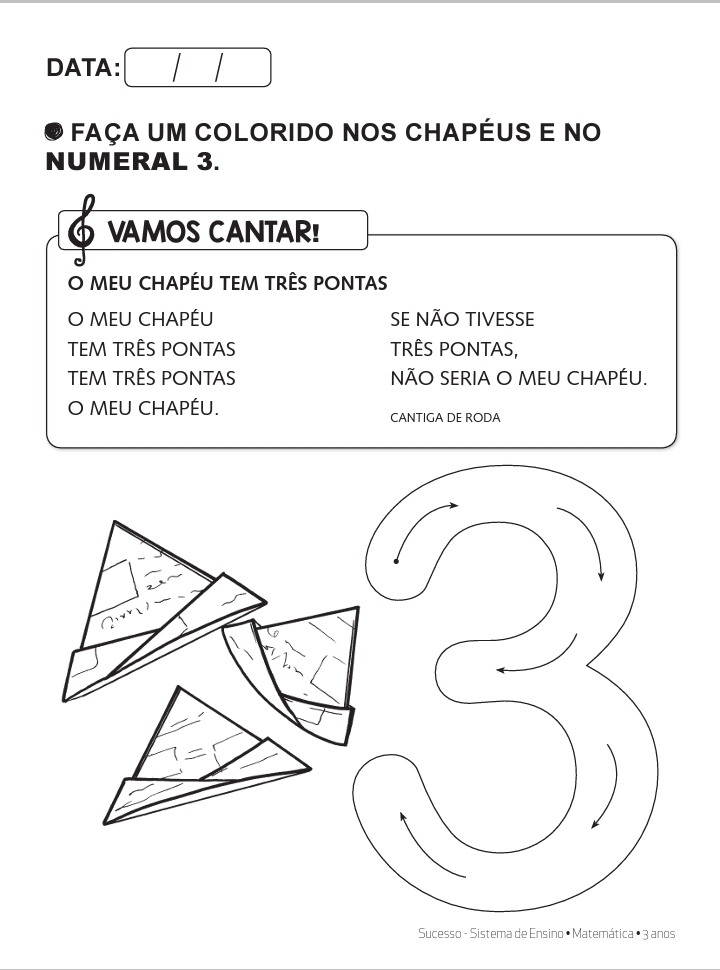 DATA: / /
FAÇA UM COLORIDO NOS CHAPÉUS E NO
NUMERAL 3.
VAMOS CANTAR!
O MEU CHAPÉU TEM TRÊS PONTAS
O MEU CHAPÉU
TEM TRÊS PONTAS
TEM TRÊS PONTAS
O MEU CHAPÉU.
SE NÃO TIVESSE
TRÊS PONTAS,
NÃO SERIA O MEU CHAPÉU.
CANTIGA DE RODA
3
Sucesso - Sistema de Ensino • Matemática • 3 anos